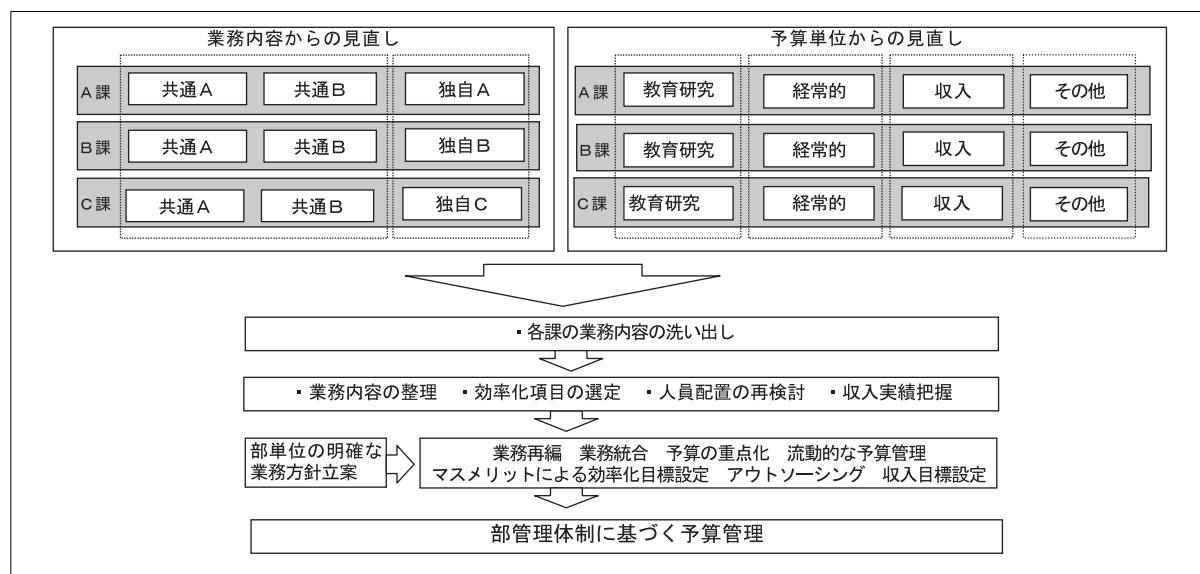 業務内容からの見直し
A課 共通A 共通B 独自A
B課 共通A 共通B 独自B
C課 共通A 共通B 独自C
予算単位からの見直し
A課 教育研究 経常的 収入 その他
B課 教育研究 経常的 収入 その他
C課 教育研究 経常的 収入 その他
・各課の業務内容の洗い出し
・業務内容の整理 ・効率化項目の選定 ・人員配置の再検討 ・収入実績把握
部単位の明確な
業務方針立案
業務再編 業務統合 予算の重点化 流動的な予算管理
マスメリットによる効率化目標設定 アウトソーシング 収入目標設定
部管理体制に基づく予算管理